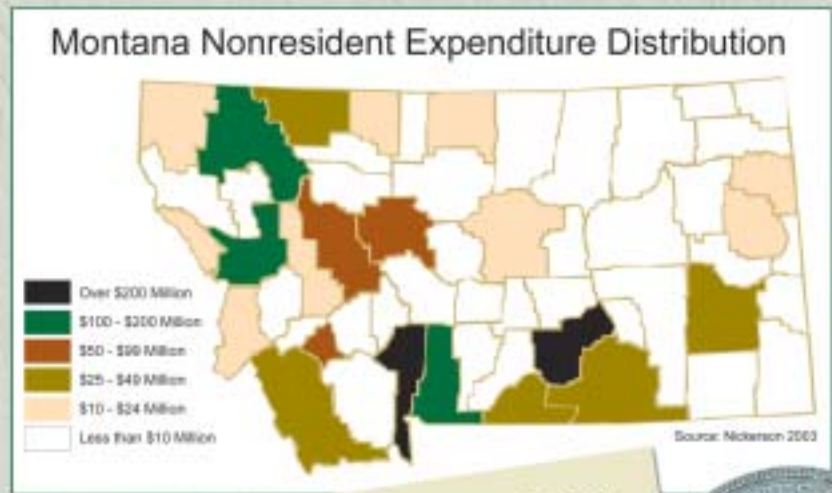 Montana Nonresident Expenditure Distribution
Over $200 Million
$100 - $200 Million
$50 - $99 Million
$25 - $49 Million
$10 - $24 Million
Less than $10 Million
Source: Nickerson 2003